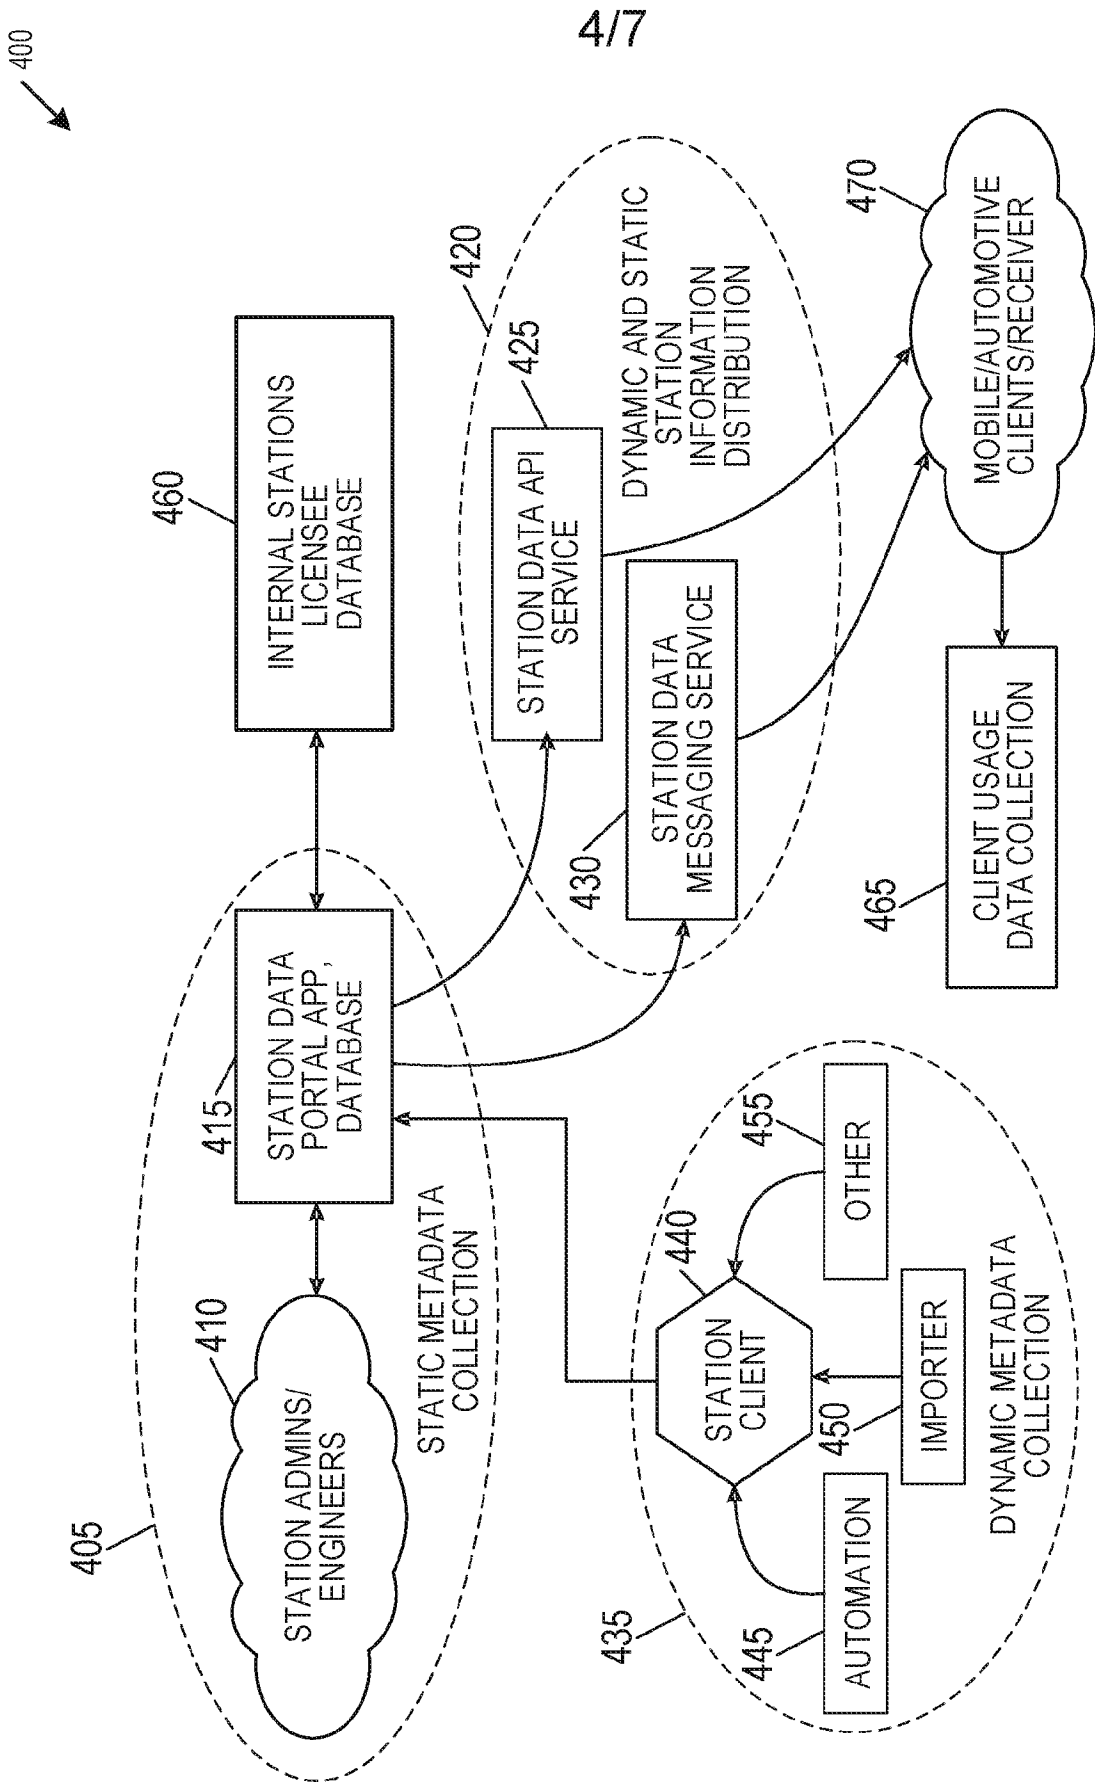 4/7
400
405
410
STATION ADMINS/
ENGINEERS
415
STATION DATA
PORTAL APP,
DATABASE
STATIC METADATA
COLLECTION
460
INTERNAL STATIONS
LICENSEE
DATABASE
420
425
STATION DATA API
SERVICE
430
STATION DATA
MESSAGING SERVICE
DYNAMIC AND STATIC
STATION
INFORMATION
DISTRIBUTION
435
440
STATION
CLIENT
445
AUTOMATION
450
IMPORTER
455
OTHER
DYNAMIC METADATA
COLLECTION
465
CLIENT USAGE
DATA COLLECTION
470
MOBILE/AUTOMOTIVE
CLIENTS/RECEIVER